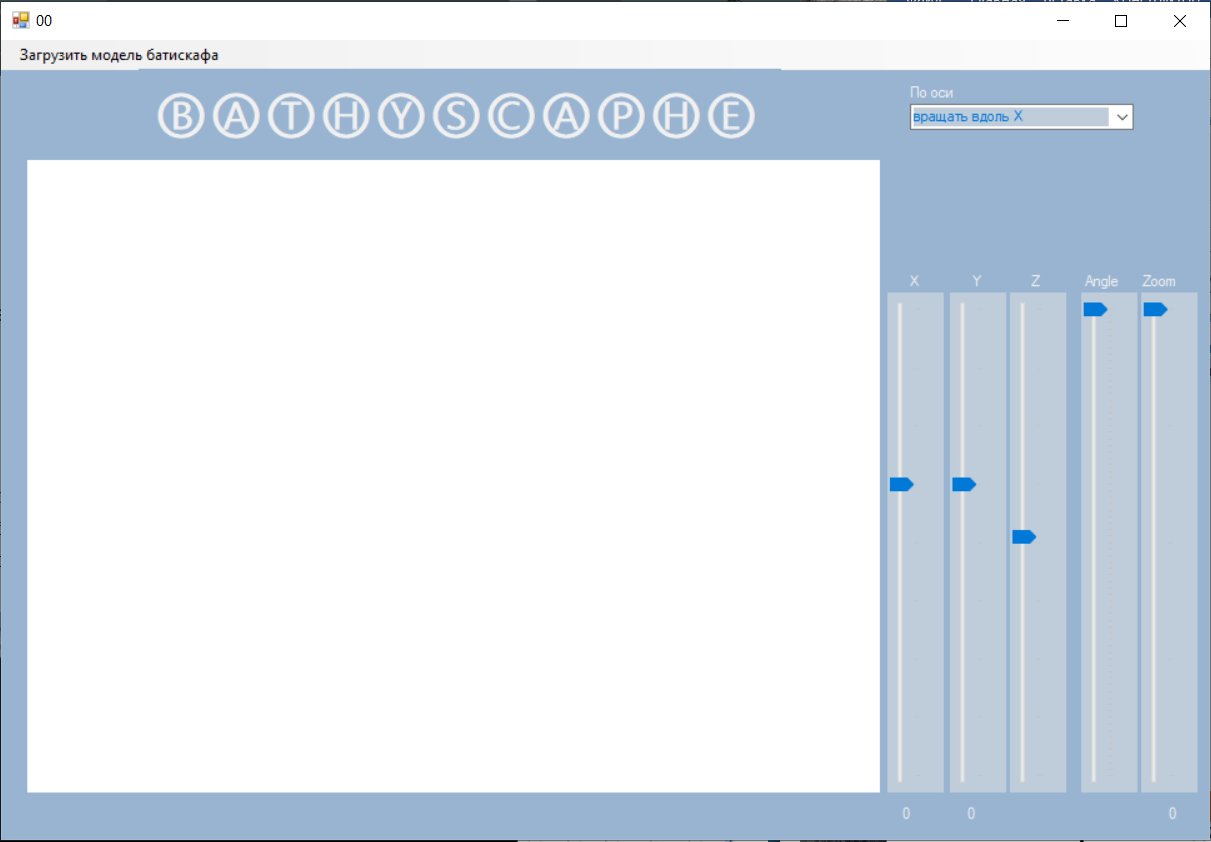 00
Загрузить модель батискафа
BATHYSCAPHE
По оси
вращать вдоль X
X Y Z Angle Zoom
0 0 0